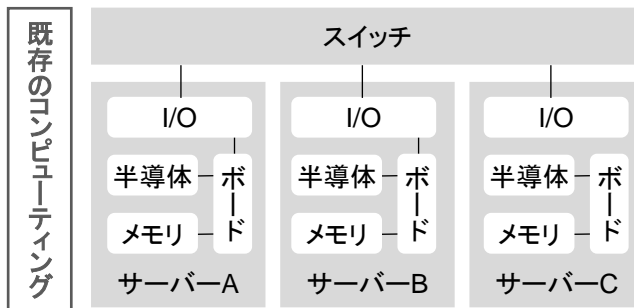 既存のコンピューティング
スイッチ
I/O
半導体
メモリ
ボード
サーバーA
I/O
半導体
メモリ
ボード
サーバーB
I/O
半導体
メモリ
ボード
サーバーC